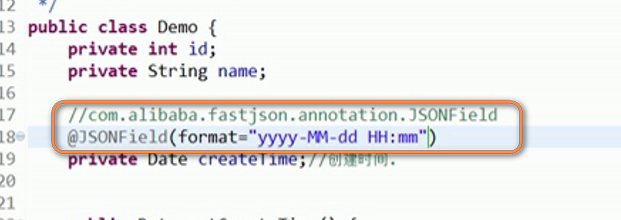 12 */
13 public class Demo {
14 private int id;
15 private String name;
16
17 //com.alibaba.fastjson.annotation.JSONField
18 @JSONField(format="yyyy-MM-dd HH:mm")
19 private Date createTime;//创建时间.
20
21